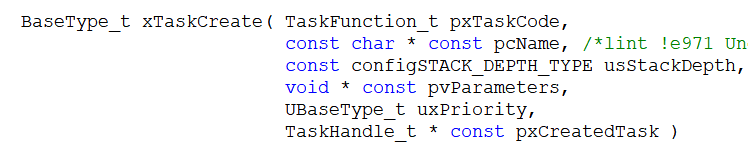 BaseType_t xTaskCreate( TaskFunction_t pxTaskCode,
const char * const pcName, /*lint !e971 Un
const configSTACK_DEPTH_TYPE usStackDepth,
void * const pvParameters,
UBaseType_t uxPriority,
TaskHandle_t * const pxCreatedTask )